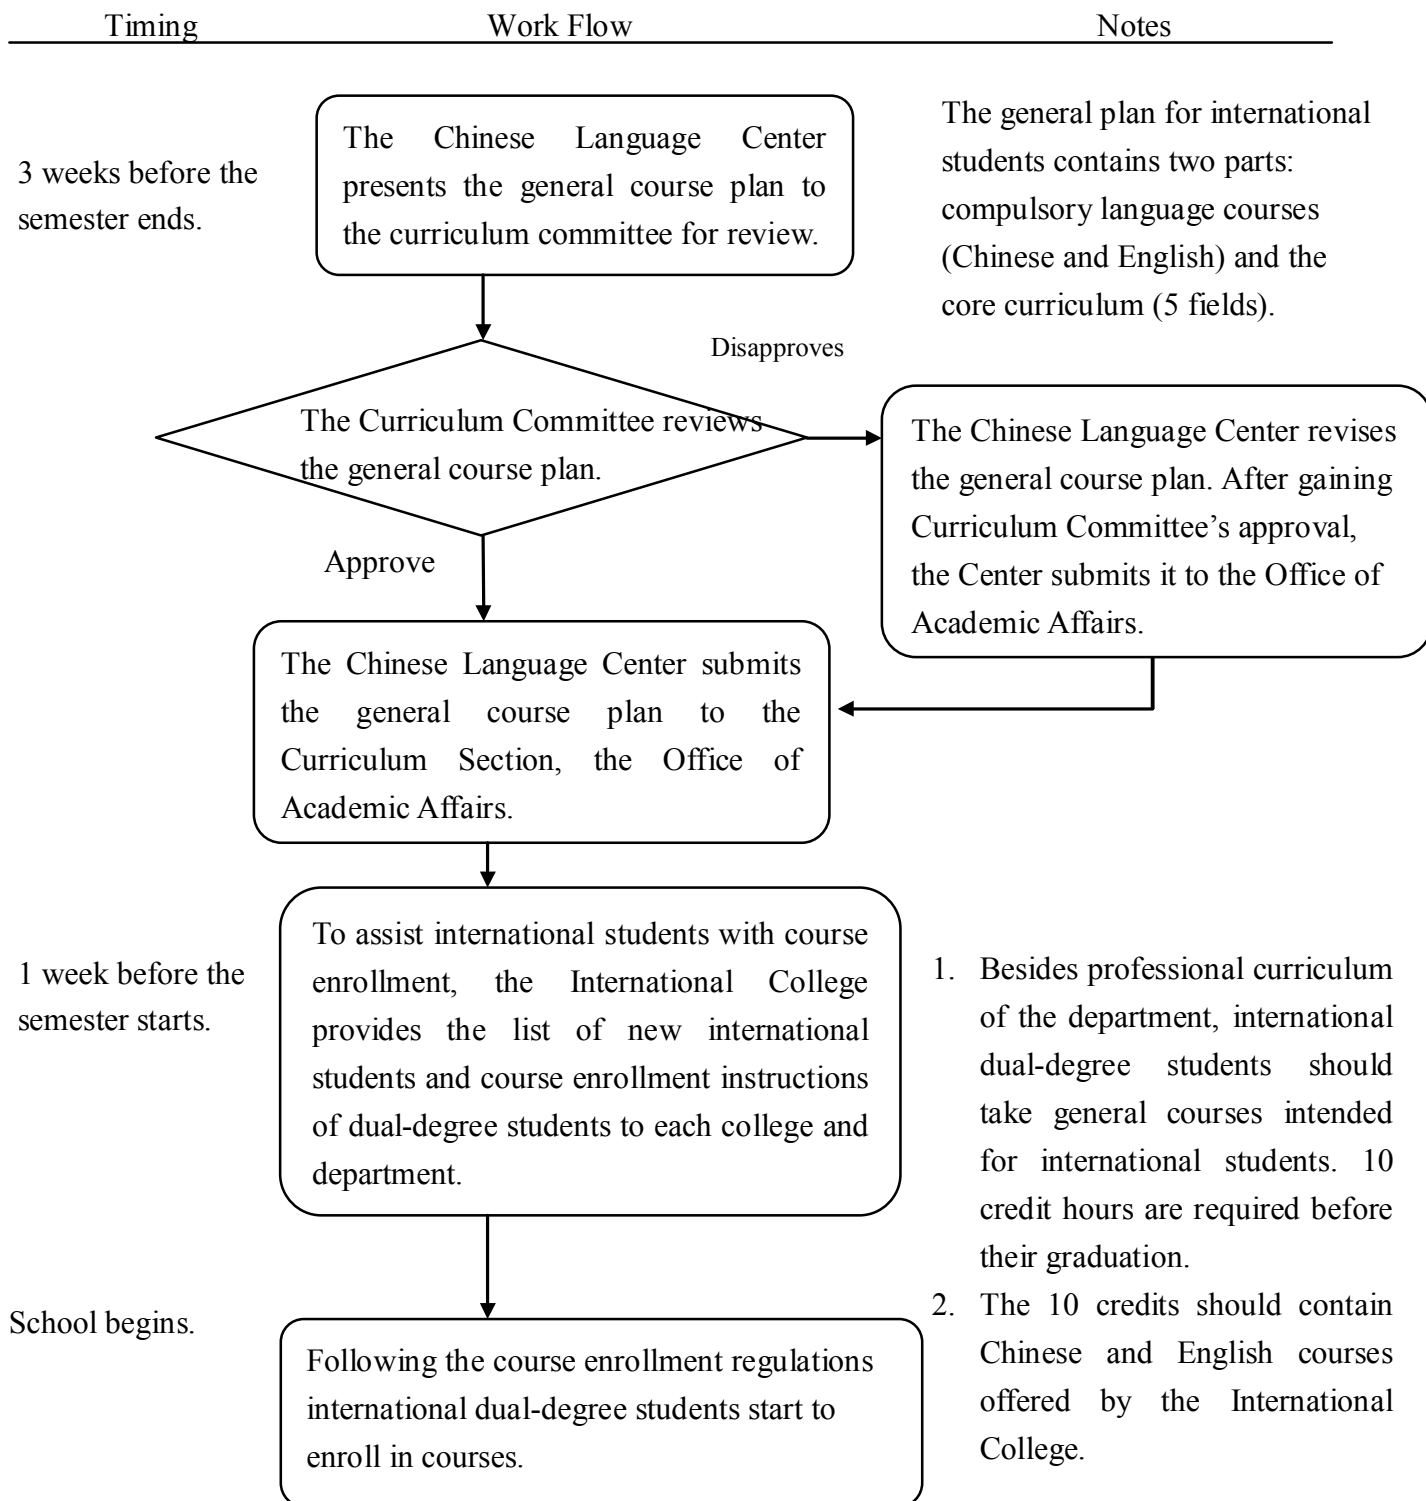 Timing Work Flow Notes
The Chinese Language Center
presents the general course plan to
the curriculum committee for review.
3 weeks before the
semester ends.
The general plan for international
students contains two parts:
compulsory language courses
(Chinese and English) and the
core curriculum (5 fields).
Disapproves
The Curriculum Committee reviews
the general course plan.
The Chinese Language Center revises
the general course plan. After gaining
Curriculum Committee’s approval,
the Center submits it to the Office of
Academic Affairs.
Approve
The Chinese Language Center submits
the general course plan to the
Curriculum Section, the Office of
Academic Affairs.
1 week before the
semester starts.
To assist international students with course
enrollment, the International College
provides the list of new international
students and course enrollment instructions
of dual-degree students to each college and
department.
1. Besides professional curriculum
of the department, international
dual-degree students should
take general courses intended
for international students. 10
credit hours are required before
their graduation.
2. The 10 credits should contain
Chinese and English courses
offered by the International
College.
School begins.
Following the course enrollment regulations
international dual-degree students start to
enroll in courses.